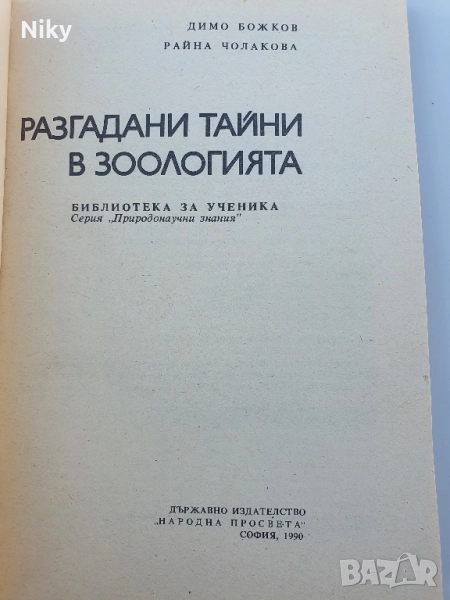 Niky
ДИМО БОЖКОВ
РАЙНА ЧОЛАКОВА
РАЗГАДАНИ ТАЙНИ
В ЗООЛОГИЯТА
БИБЛИОТЕКА ЗА УЧЕНИКА
Серия „Природонаучни знания"
ДЪРЖАВНО ИЗДАТЕЛСТВО
„НАРОДНА ПРОСВЕТА"
СОФИЯ, 1990
BAZAR